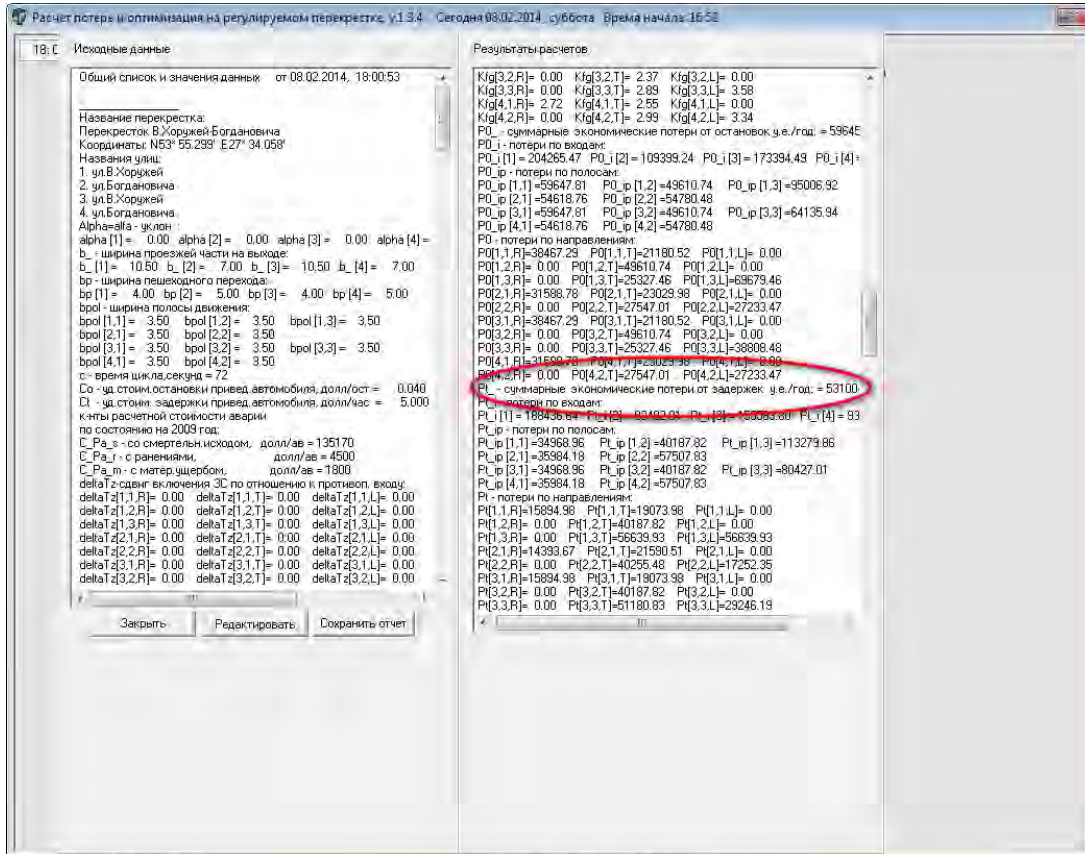 Расчет потерь и оптимизация на регулируемом перекрестке, v.1.3.4 Сегодня 08.02.2014, суббота Время начала: 16:52
18: 0
Исходные данные
Общий список и значения данных от 08.02.2014, 18:00:53
Название перекрестка:
Перекресток В.Хоружей-Богдановича
Координаты: N53° 55.299' E27° 34.058'
Названия улиц:
1. ул.В.Хоружей
2. ул.Богдановича
3. ул.В.Хоружей
4. ул.Богдановича
Alpha=alfa - уклон :
alpha [1] = 0.00 alpha [2] = 0.00 alpha [3] = 0.00 alpha [4] =
b_ - ширина проезжей части на выходе:
b_ [1] = 10.50 b_ [2] = 7.00 b_ [3] = 10.50 b_ [4] = 7.00
bp - ширина пешеходного перехода:
bp [1] = 4.00 bp [2] = 5.00 bp [3] = 4.00 bp [4] = 5.00
bpol - ширина полосы движения:
bpol [1,1] = 3.50 bpol [1,2] = 3.50 bpol [1,3] = 3.50
bpol [2,1] = 3.50 bpol [2,2] = 3.50
bpol [3,1] = 3.50 bpol [3,2] = 3.50 bpol [3,3] = 3.50
bpol [4,1] = 3.50 bpol [4,2] = 3.50
c - время цикла,секунд = 72
Co - уд.стоим.остановки привед.автомобиля, долл/ост = 0.040
Ct - уд.стоим. задержки привед.автомобиля, долл/час = 5.000
к-нты расчетной стоимости аварии
по состоянию на 2009 год:
C_Pa_s - со смертельн.исходом, долл/ав = 135170
C_Pa_r - с ранениями, долл/ав = 4500
C_Pa_m - с матер.ущербом, долл/ав = 1800
deltaTz-сдвиг включения ЗС по отношению к противоп. входу:
deltaTz[1,1,R]= 0.00 deltaTz[1,1,T]= 0.00 deltaTz[1,1,L]= 0.00
deltaTz[1,2,R]= 0.00 deltaTz[1,2,T]= 0.00 deltaTz[1,2,L]= 0.00
deltaTz[1,3,R]= 0.00 deltaTz[1,3,T]= 0.00 deltaTz[1,3,L]= 0.00
deltaTz[2,1,R]= 0.00 deltaTz[2,1,T]= 0.00 deltaTz[2,1,L]= 0.00
deltaTz[2,2,R]= 0.00 deltaTz[2,2,T]= 0.00 deltaTz[2,2,L]= 0.00
deltaTz[3,1,R]= 0.00 deltaTz[3,1,T]= 0.00 deltaTz[3,1,L]= 0.00
deltaTz[3,2,R]= 0.00 deltaTz[3,2,T]= 0.00 deltaTz[3,2,L]= 0.00
Закрыть Редактировать Сохранить отчет
Результаты расчетов
Kfg[3,2,R]= 0.00 Kfg[3,2,T]= 2.37 Kfg[3,2,L]= 0.00
Kfg[3,3,R]= 0.00 Kfg[3,3,T]= 2.89 Kfg[3,3,L]= 3.58
Kfg[4,1,R]= 2.72 Kfg[4,1,T]= 2.55 Kfg[4,1,L]= 0.00
Kfg[4,2,R]= 0.00 Kfg[4,2,T]= 2.99 Kfg[4,2,L]= 3.34
P0_ - суммарные экономические потери от остановок у.е./год: = 59645
P0_i - потери по входам:
P0_i [1] = 204265.47 P0_i [2] = 109399.24 P0_i [3] = 173394.49 P0_i [4] =
P0_ip - потери по полосам:
P0_ip [1,1] =59647.81 P0_ip [1,2] =49610.74 P0_ip [1,3] =95006.92
P0_ip [2,1] =54618.76 P0_ip [2,2] =54780.48
P0_ip [3,1] =59647.81 P0_ip [3,2] =49610.74 P0_ip [3,3] =64135.94
P0_ip [4,1] =54618.76 P0_ip [4,2] =54780.48
P0 - потери по направлениям:
P0[1,1,R]=38467.29 P0[1,1,T]=21180.52 P0[1,1,L]= 0.00
P0[1,2,R]= 0.00 P0[1,2,T]=49610.74 P0[1,2,L]= 0.00
P0[1,3,R]= 0.00 P0[1,3,T]=25327.46 P0[1,3,L]=69679.46
P0[2,1,R]=31588.78 P0[2,1,T]=23029.98 P0[2,1,L]= 0.00
P0[2,2,R]= 0.00 P0[2,2,T]=27547.01 P0[2,2,L]=27233.47
P0[3,1,R]=38467.29 P0[3,1,T]=21180.52 P0[3,1,L]= 0.00
P0[3,2,R]= 0.00 P0[3,2,T]=49610.74 P0[3,2,L]= 0.00
P0[3,3,R]= 0.00 P0[3,3,T]=25327.46 P0[3,3,L]=38808.48
P0[4,1,R]=31588.78 P0[4,1,T]=23029.98 P0[4,1,L]= 0.00
P0[4,2,R]= 0.00 P0[4,2,T]=27547.01 P0[4,2,L]=27233.47
Pt_ - суммарные экономические потери от задержек у.е./год: = 53100
потери по входам:
Pt_i [1] = 188436.64 Pt_i [3] Pt_i [4] = 93
Pt_ip - потери по полосам:
Pt_ip [1,1] =34968.96 Pt_ip [1,2] =40187.82 Pt_ip [1,3] =113279.86
Pt_ip [2,1] =35984.18 Pt_ip [2,2] =57507.83
Pt_ip [3,1] =34968.96 Pt_ip [3,2] =40187.82 Pt_ip [3,3] =80427.01
Pt_ip [4,1] =35984.18 Pt_ip [4,2] =57507.83
Pt - потери по направлениям:
Pt[1,1,R]=15894.98 Pt[1,1,T]=19073.98 Pt[1,1,L]= 0.00
Pt[1,2,R]= 0.00 Pt[1,2,T]=40187.82 Pt[1,2,L]= 0.00
Pt[1,3,R]= 0.00 Pt[1,3,T]=56639.93 Pt[1,3,L]=56639.93
Pt[2,1,R]=14393.67 Pt[2,1,T]=21590.51 Pt[2,1,L]= 0.00
Pt[2,2,R]= 0.00 Pt[2,2,T]=40255.48 Pt[2,2,L]=17252.35
Pt[3,1,R]=15894.98 Pt[3,1,T]=19073.98 Pt[3,1,L]= 0.00
Pt[3,2,R]= 0.00 Pt[3,2,T]=40187.82 Pt[3,2,L]= 0.00
Pt[3,3,R]= 0.00 Pt[3,3,T]=51180.83 Pt[3,3,L]=29246.19